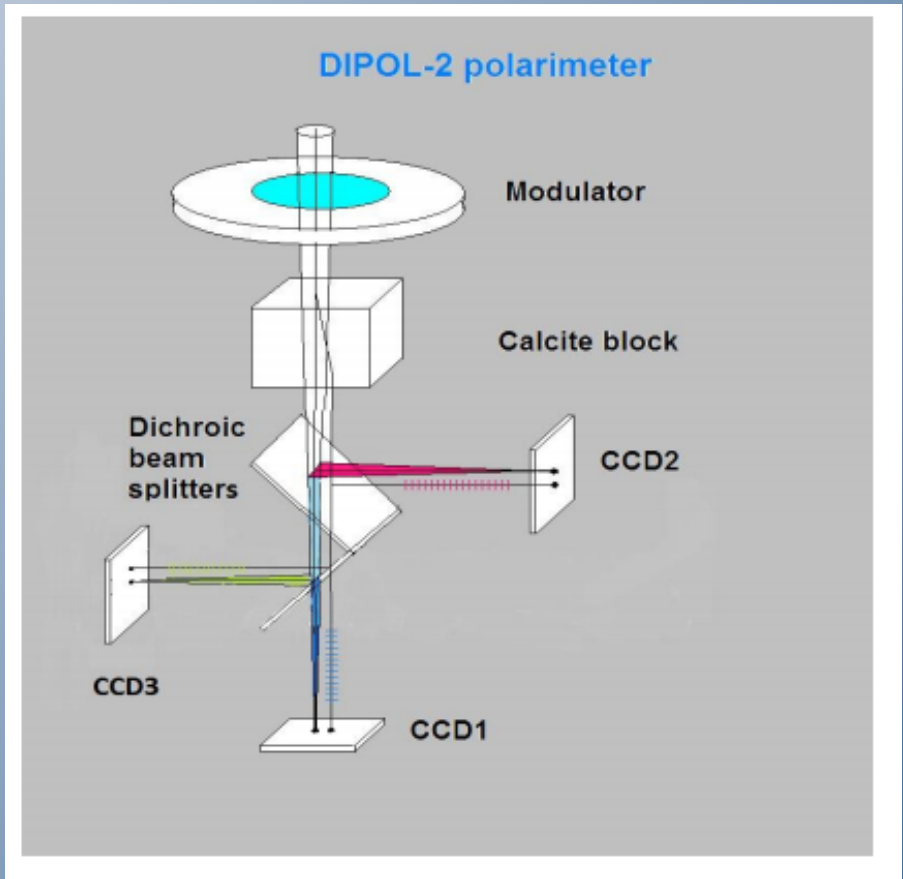 DIPOL-2 polarimeter
Modulator
Calcite block
Dichroic
beam
splitters
CCD2
CCD3
CCD1